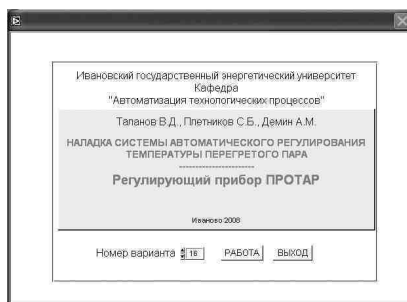 Ивановский государственный энергетический университет
Кафедра
"Автоматизация технологических процессов"
Таланов В.Д., Плетников С.Б., Демин А.М.
НАЛАДКА СИСТЕМЫ АВТОМАТИЧЕСКОГО РЕГУЛИРОВАНИЯ
ТЕМПЕРАТУРЫ ПЕРЕГРЕТОГО ПАРА
----------------------
Регулирующий прибор ПРОТАР
Иваново 2008
Номер варианта 16 РАБОТА ВЫХОД